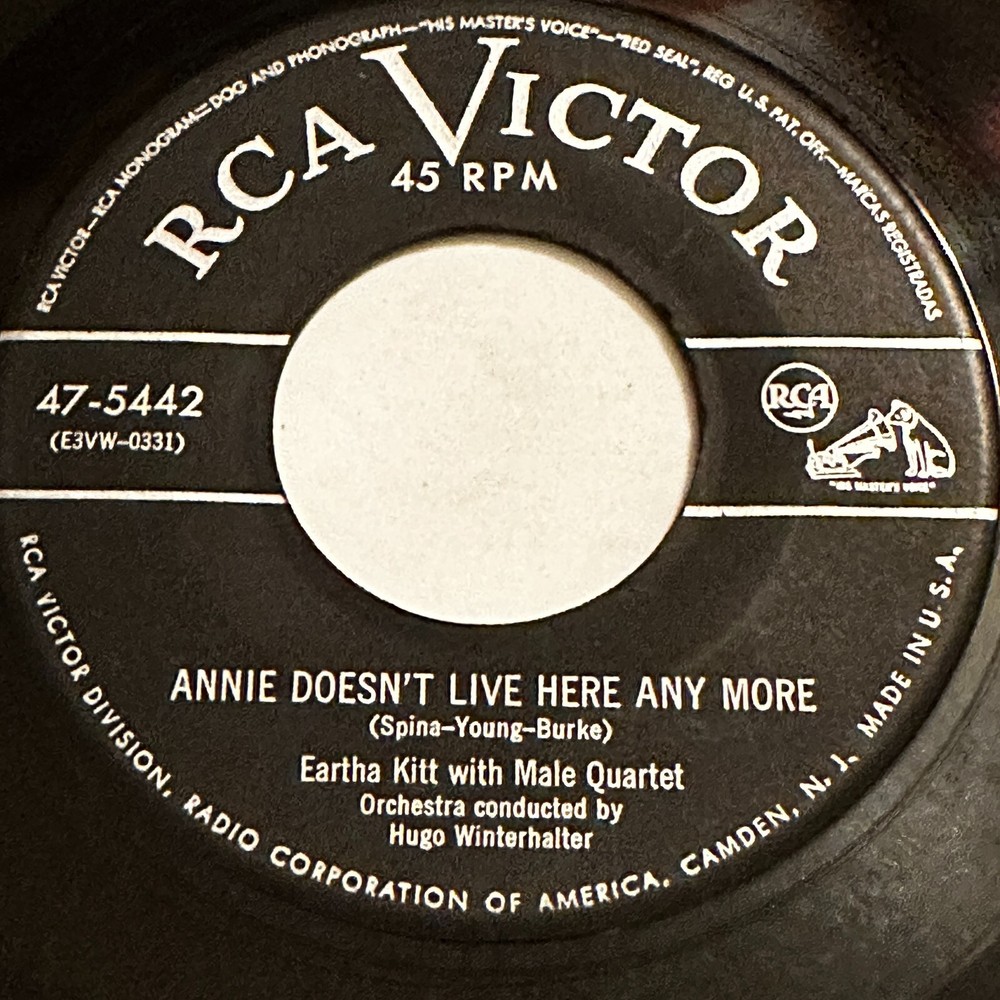 RCA VICTOR—RCA MONOGRAM—DOG AND PHONOGRAPH—"HIS MASTER'S VOICE"—"RED SEAL", REG U.S. PAT. OFF.—MARCAS REGISTRADAS
RCA VICTOR
45 RPM
47-5442
(E3VW-0331)
RCA
"HIS MASTER'S VOICE"
ANNIE DOESN'T LIVE HERE ANY MORE
(Spina-Young-Burke)
Eartha Kitt with Male Quartet
Orchestra conducted by
Hugo Winterhalter
RCA VICTOR DIVISION, RADIO CORPORATION OF AMERICA, CAMDEN, N. J. MADE IN U.S.A.